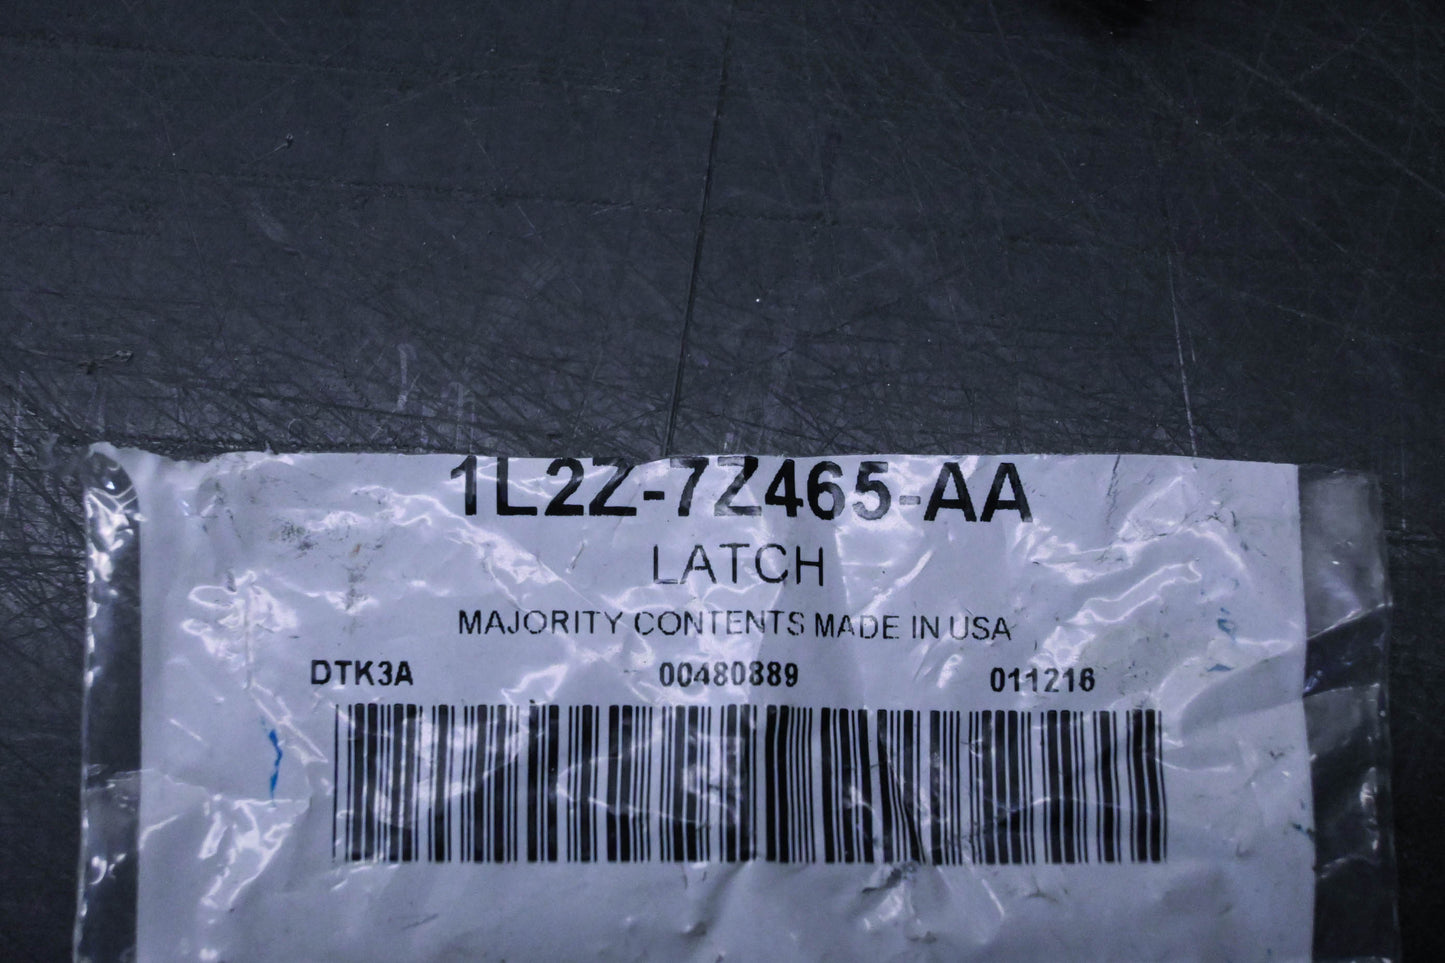 1L2Z-7Z465-AA
LATCH
MAJORITY CONTENTS MADE IN USA
DTK3A 00480889 011216